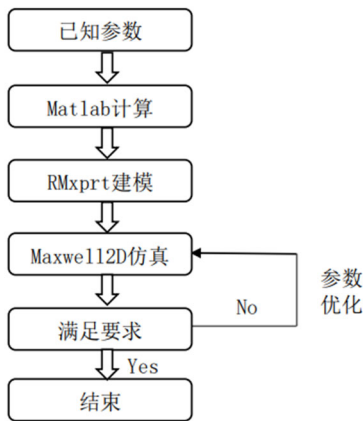 已知参数
Matlab计算
RMxprt建模
Maxwell2D仿真
参数
优化
No
满足要求
Yes
结束